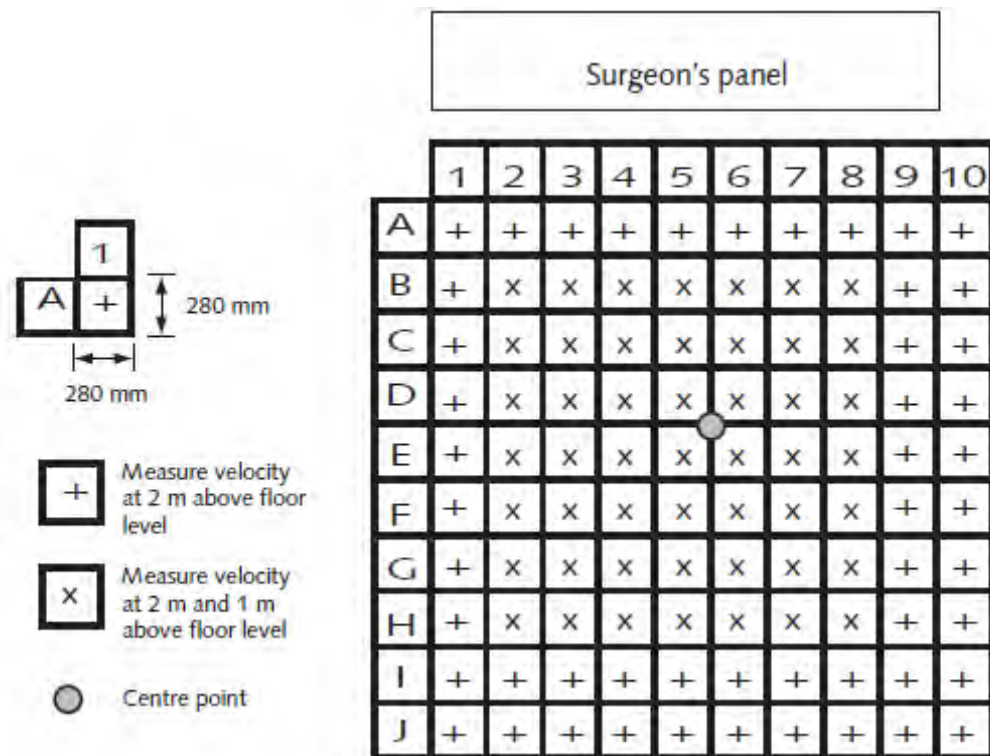 Surgeon's panel
1 2 3 4 5 6 7 8 9 10
A + + + + + + + + + +
B + x x x x x x x + +
C + x x x x x x x + +
D + x x x x x x x + +
E + x x x x x x x + +
F + x x x x x x x + +
G + x x x x x x x + +
H + x x x x x x x + +
I + + + + + + + + + +
J + + + + + + + + + +
1
A +
280 mm
280 mm
+ Measure velocity
at 2 m above floor
level
x Measure velocity
at 2 m and 1 m
above floor level
Centre point